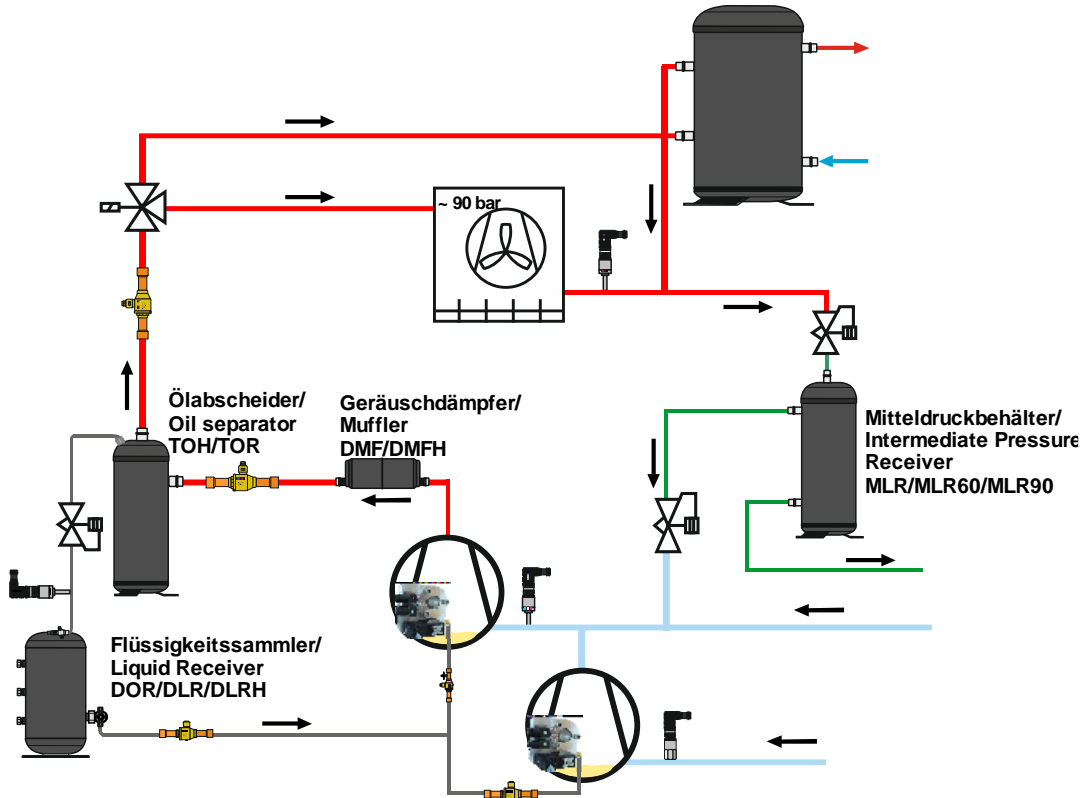 ~ 90 bar
Ölabscheider/
Oil separator
TOH/TOR
Geräuschdämpfer/
Muffler
DMF/DMFH
Mitteldruckbehälter/
Intermediate Pressure
Receiver
MLR/MLR60/MLR90
Flüssigkeitssammler/
Liquid Receiver
DOR/DLR/DLRH